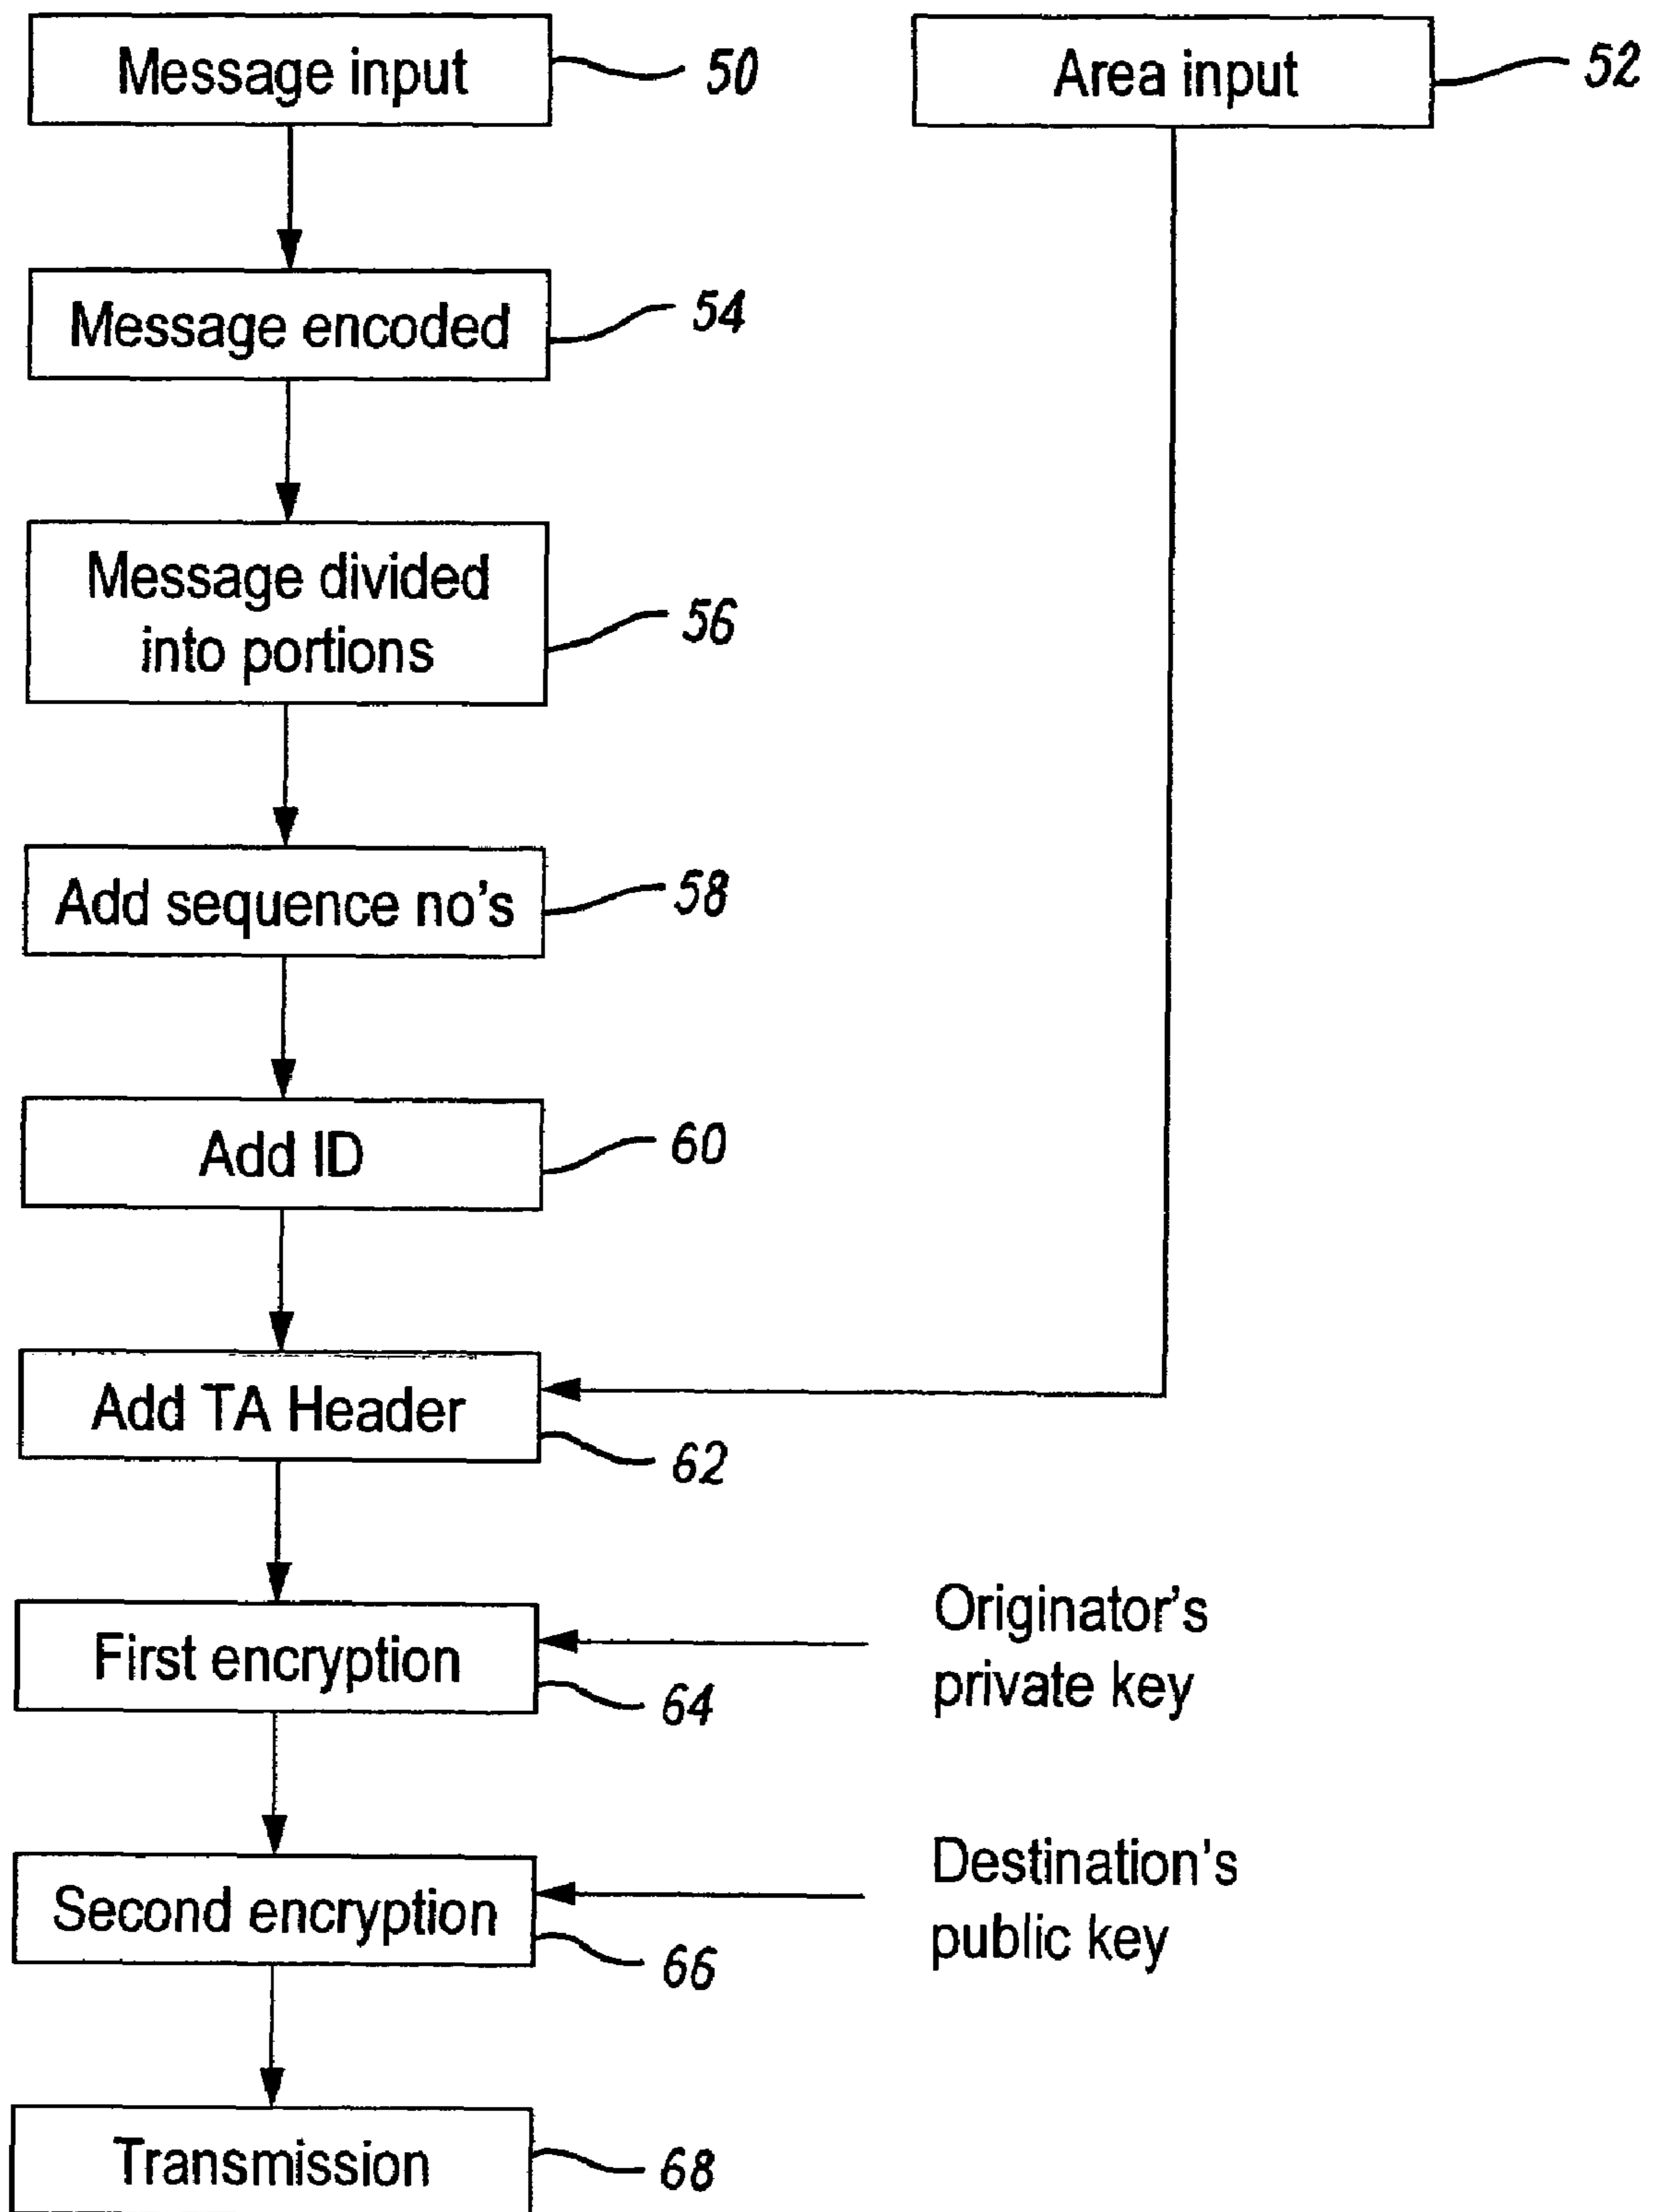 Message input
50
Area input
52
Message encoded
54
Message divided
into portions
56
Add sequence no's
58
Add ID
60
Add TA Header
62
First encryption
64
Originator's
private key
Second encryption
66
Destination's
public key
Transmission
68